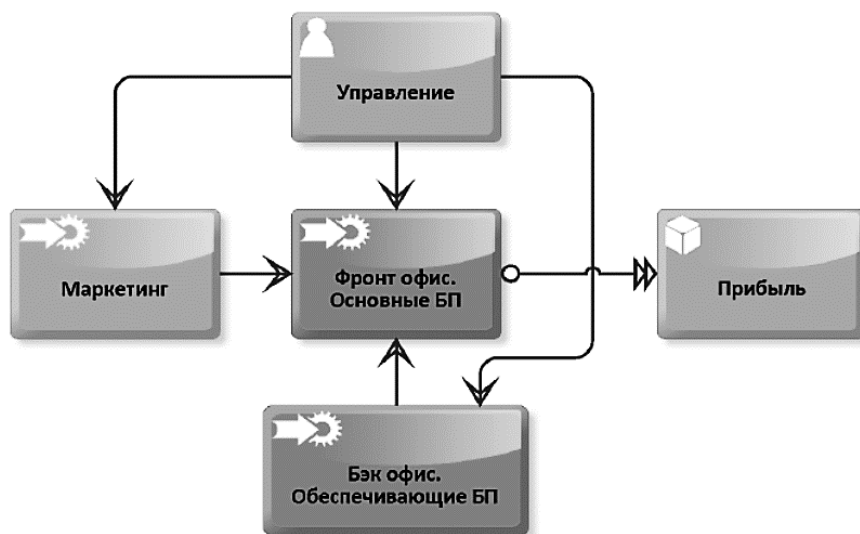 Управление
Маркетинг
Фронт офис.
Основные БП
Прибыль
Бэк офис.
Обеспечивающие БП